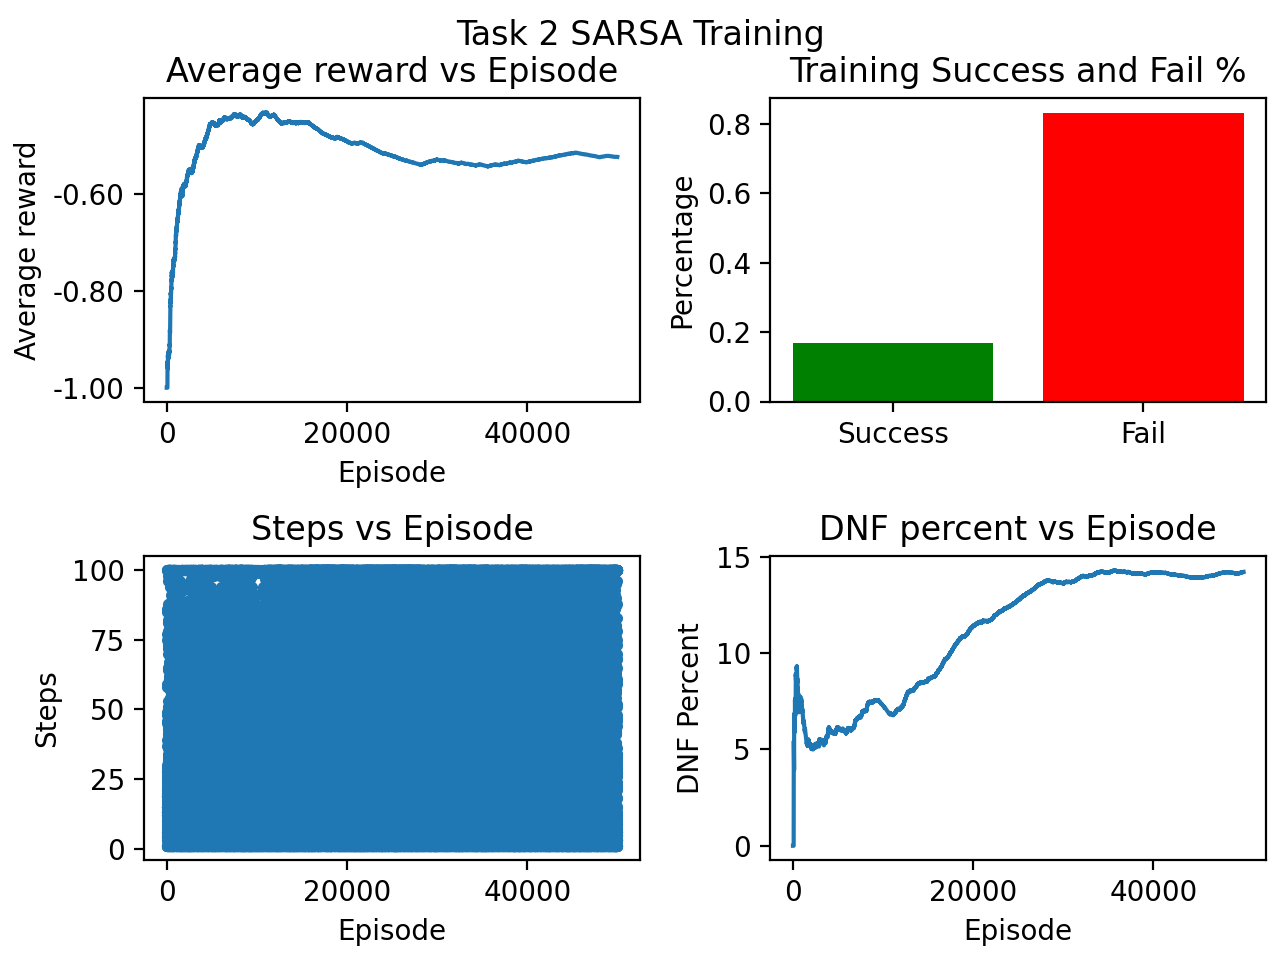 Task 2 SARSA Training
Average reward vs Episode
Average reward
-0.60
-0.80
-1.00
0 20000 40000
Episode
Training Success and Fail %
Percentage
0.8
0.6
0.4
0.2
0.0
Success Fail
Steps vs Episode
Steps
100
75
50
25
0
0 20000 40000
Episode
DNF percent vs Episode
DNF Percent
15
10
5
0
0 20000 40000
Episode